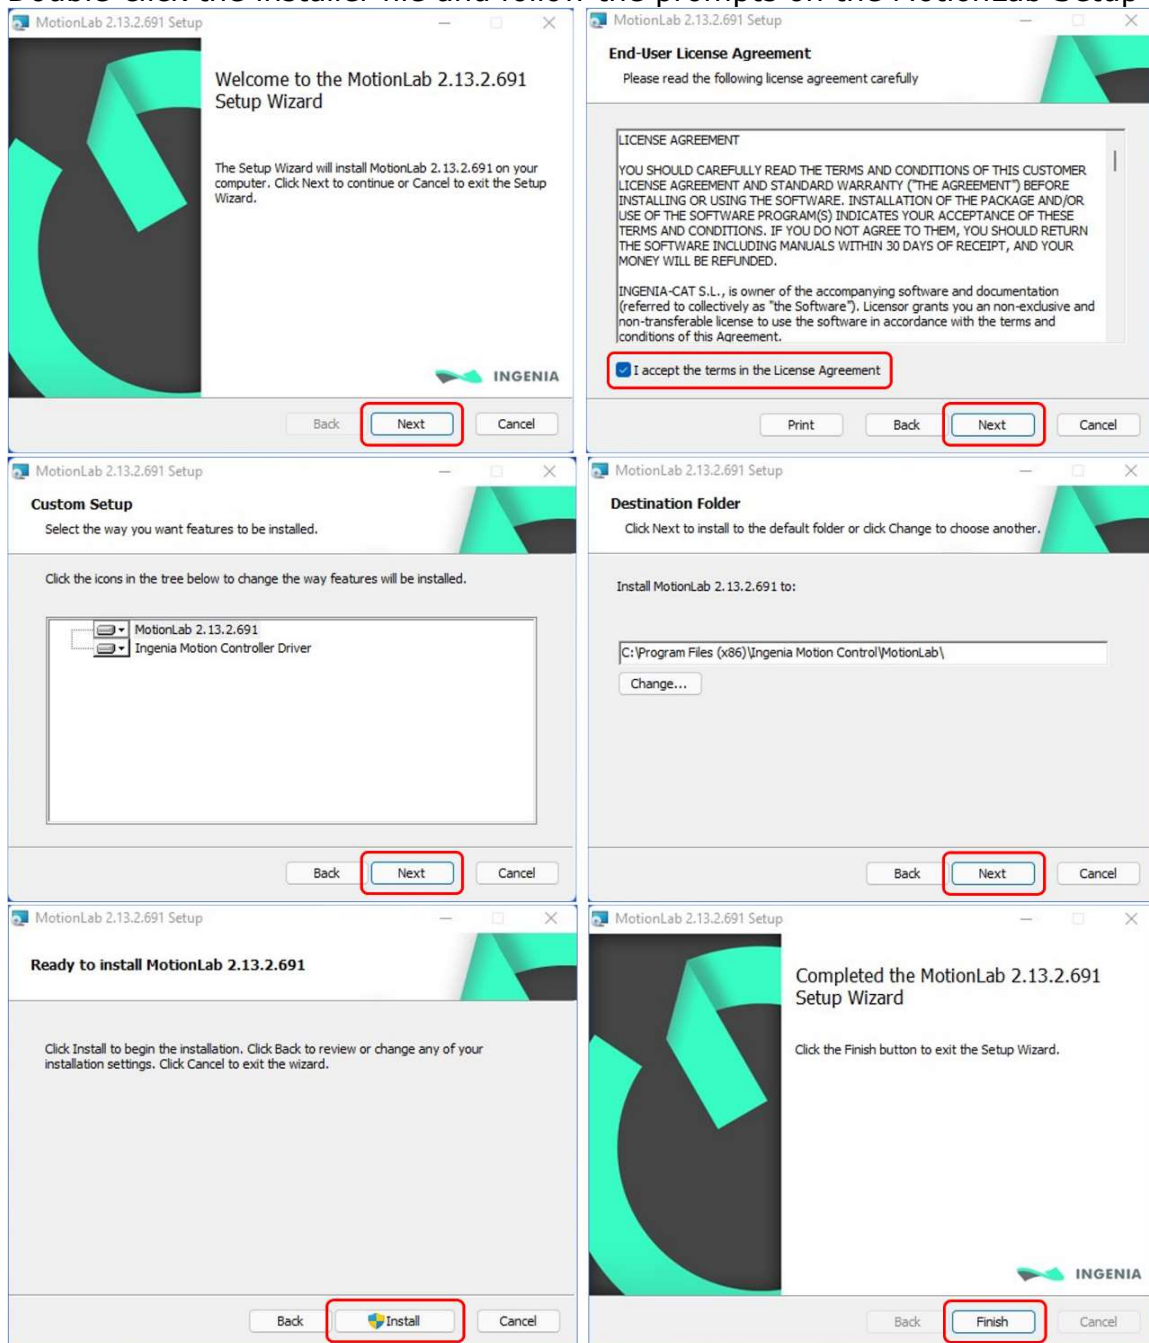 Double-click the installer file and follow the prompts on the MotionLab Setup
MotionLab 2.13.2.691 Setup
Welcome to the MotionLab 2.13.2.691
Setup Wizard
The Setup Wizard will install MotionLab 2.13.2.691 on your
computer. Click Next to continue or Cancel to exit the Setup
Wizard.
INGENIA
Back
Next
Cancel
MotionLab 2.13.2.691 Setup
End-User License Agreement
Please read the following license agreement carefully
LICENSE AGREEMENT
YOU SHOULD CAREFULLY READ THE TERMS AND CONDITIONS OF THIS CUSTOMER
LICENSE AGREEMENT AND STANDARD WARRANTY ("THE AGREEMENT") BEFORE
INSTALLING OR USING THE SOFTWARE. INSTALLATION OF THE PACKAGE AND/OR
USE OF THE SOFTWARE PROGRAM(S) INDICATES YOUR ACCEPTANCE OF THESE
TERMS AND CONDITIONS. IF YOU DO NOT AGREE TO THEM, YOU SHOULD RETURN
THE SOFTWARE INCLUDING MANUALS WITHIN 30 DAYS OF RECEIPT, AND YOUR
MONEY WILL BE REFUNDED.
INGENIA-CAT S.L., is owner of the accompanying software and documentation
(referred to collectively as "the Software"). Licensor grants you an non-exclusive and
non-transferable license to use the software in accordance with the terms and
conditions of this Agreement.
I accept the terms in the License Agreement
Print
Back
Next
Cancel
MotionLab 2.13.2.691 Setup
Custom Setup
Select the way you want features to be installed.
Click the icons in the tree below to change the way features will be installed.
MotionLab 2.13.2.691
Ingenia Motion Controller Driver
Back
Next
Cancel
MotionLab 2.13.2.691 Setup
Destination Folder
Click Next to install to the default folder or click Change to choose another.
Install MotionLab 2.13.2.691 to:
C:\Program Files (x86)\Ingenia Motion Control\MotionLab\
Change...
Back
Next
Cancel
MotionLab 2.13.2.691 Setup
Ready to install MotionLab 2.13.2.691
Click Install to begin the installation. Click Back to review or change any of your
installation settings. Click Cancel to exit the wizard.
Back
Install
Cancel
MotionLab 2.13.2.691 Setup
Completed the MotionLab 2.13.2.691
Setup Wizard
Click the Finish button to exit the Setup Wizard.
INGENIA
Back
Finish
Cancel